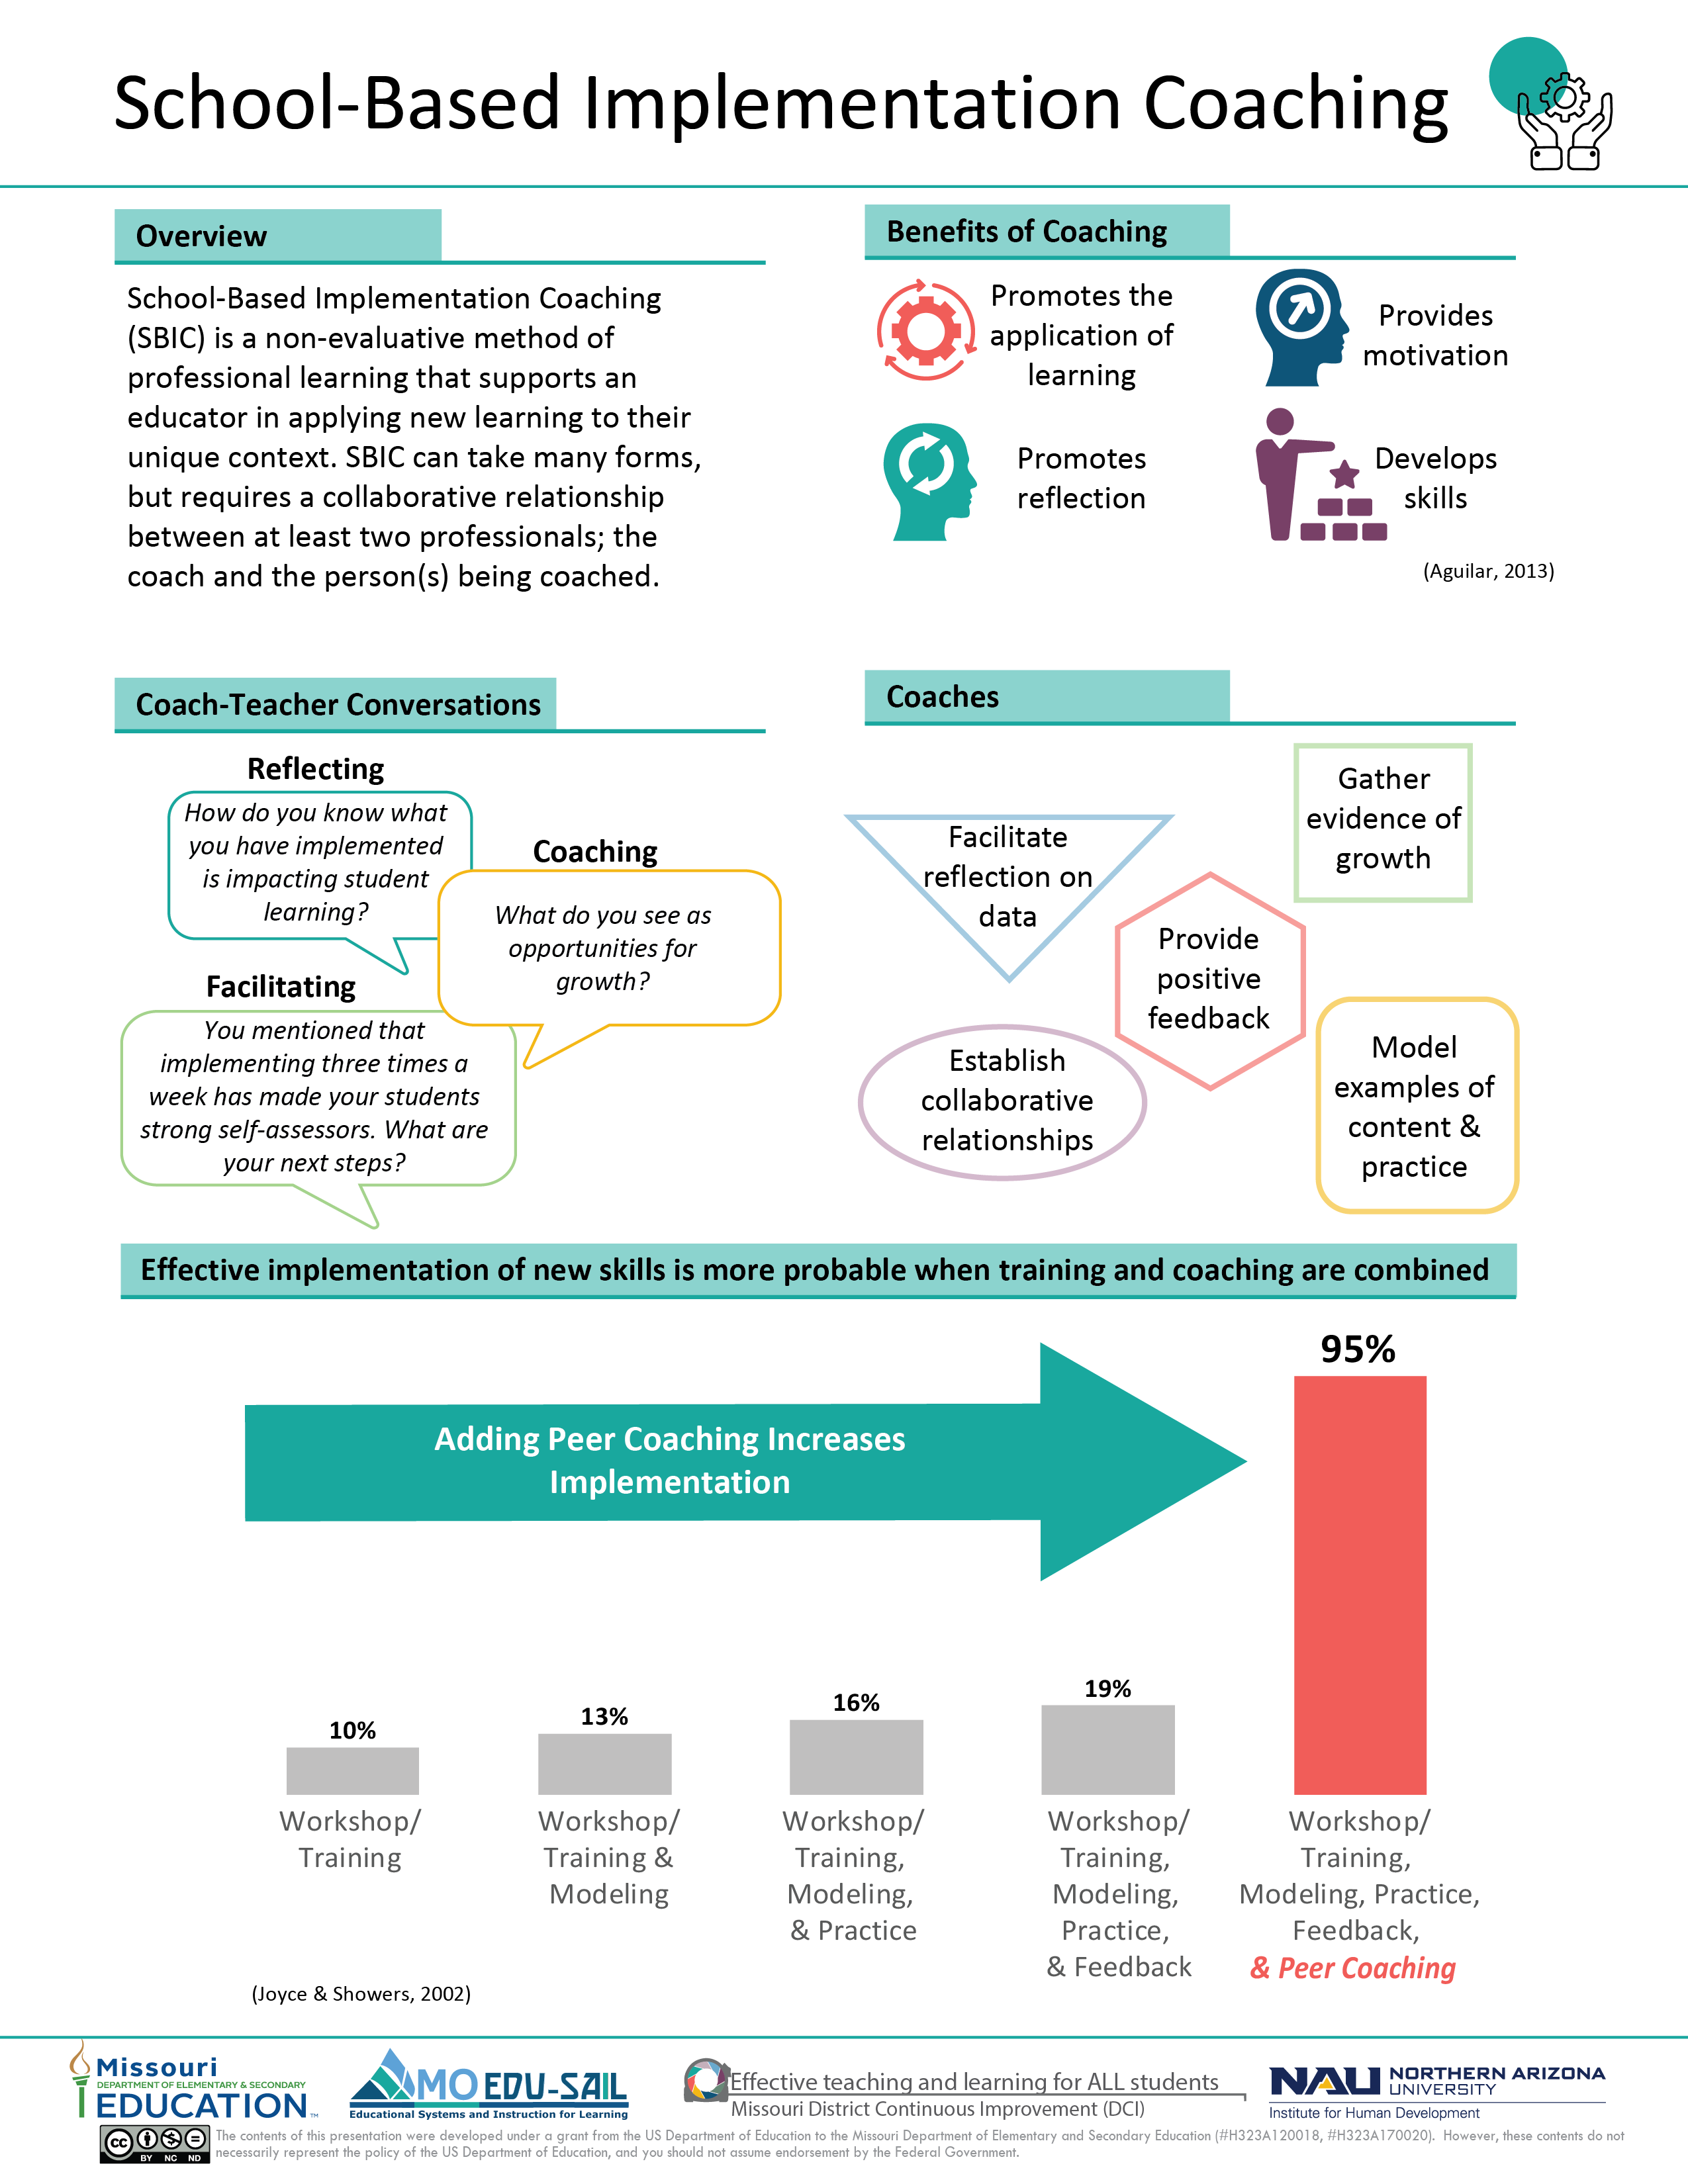 School-Based Implementation Coaching
Overview
School-Based Implementation Coaching
(SBIC) is a non-evaluative method of
professional learning that supports an
educator in applying new learning to their
unique context. SBIC can take many forms,
but requires a collaborative relationship
between at least two professionals; the
coach and the person(s) being coached.
Benefits of Coaching
Promotes the
application of
learning
Provides
motivation
Promotes
reflection
Develops
skills
(Aguilar, 2013)
Coach-Teacher Conversations
Reflecting
How do you know what
you have implemented
is impacting student
learning?
Coaching
What do you see as
opportunities for
growth?
Facilitating
You mentioned that
implementing three times a
week has made your students
strong self-assessors. What are
your next steps?
Coaches
Facilitate
reflection on
data
Gather
evidence of
growth
Provide
positive
feedback
Establish
collaborative
relationships
Model
examples of
content &
practice
Effective implementation of new skills is more probable when training and coaching are combined
Adding Peer Coaching Increases
Implementation
10%
13%
16%
19%
95%
Workshop/
Training
Workshop/
Training &
Modeling
Workshop/
Training,
Modeling,
& Practice
Workshop/
Training,
Modeling,
Practice,
& Feedback
Workshop/
Training,
Modeling, Practice,
Feedback,
& Peer Coaching
(Joyce & Showers, 2002)
Missouri
DEPARTMENT OF ELEMENTARY & SECONDARY
EDUCATION™
MO EDU-SAIL
Educational Systems and Instruction for Learning
Effective teaching and learning for ALL students
Missouri District Continuous Improvement (DCI)
NAU NORTHERN ARIZONA
UNIVERSITY
Institute for Human Development
cc BY NC ND
The contents of this presentation were developed under a grant from the US Department of Education to the Missouri Department of Elementary and Secondary Education (#H323A120018, #H323A170020). However, these contents do not
necessarily represent the policy of the US Department of Education, and you should not assume endorsement by the Federal Government.